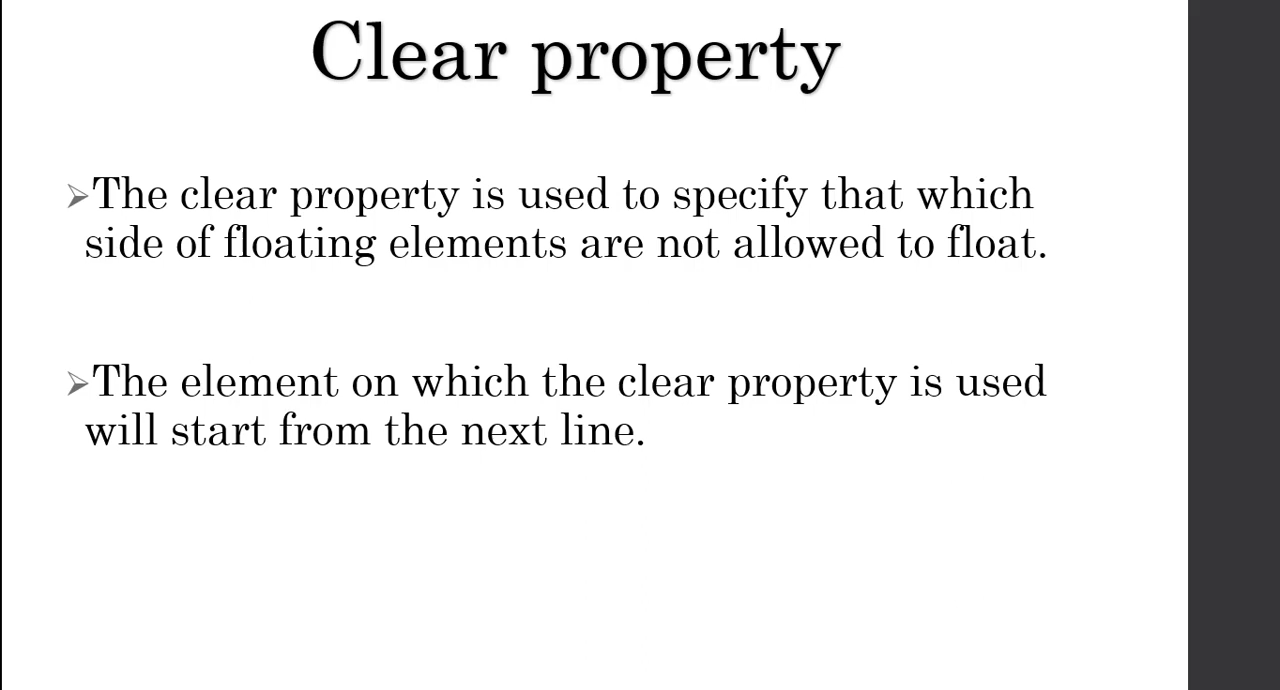 Clear property
➢The clear property is used to specify that which
side of floating elements are not allowed to float.
➢The element on which the clear property is used
will start from the next line.